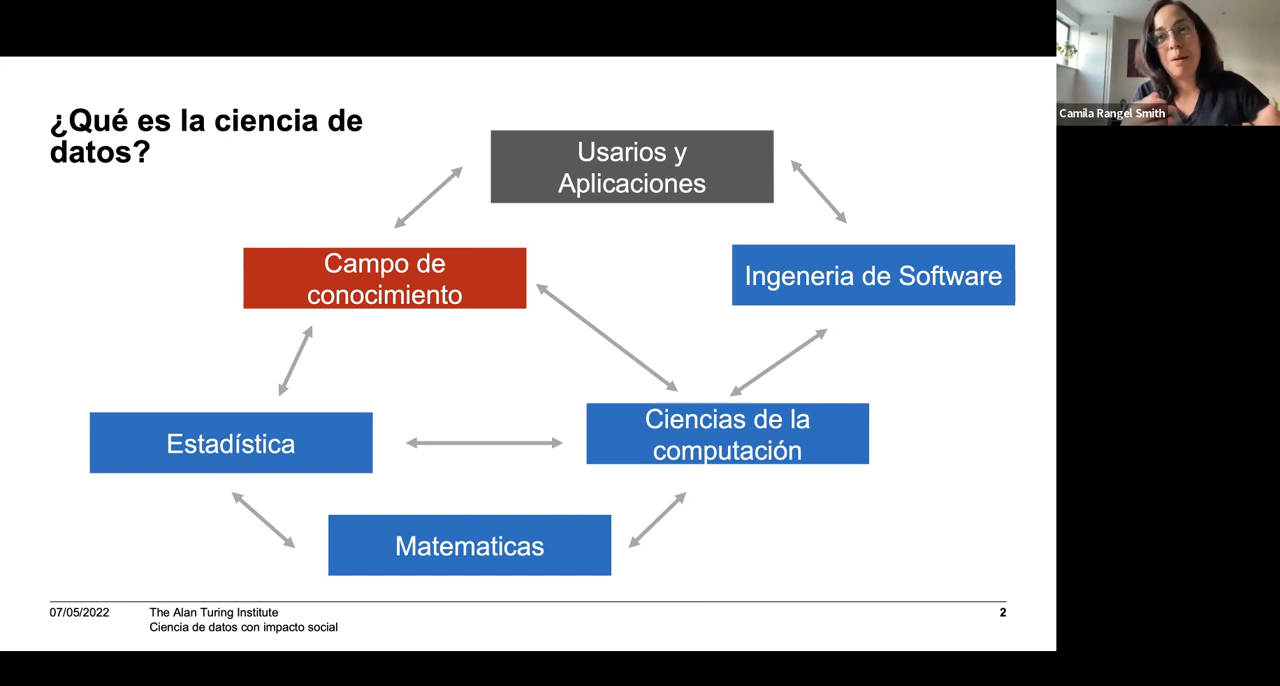 ¿Qué es la ciencia de
datos?
Usarios y
Aplicaciones
Campo de
conocimiento
Ingeneria de Software
Estadística
Ciencias de la
computación
Matematicas
07/05/2022
The Alan Turing Institute
Ciencia de datos con impacto social
2
Camila Rangel Smith